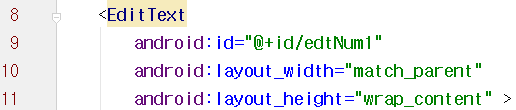 8 <EditText
9 android:id="@+id/edtNum1"
10 android:layout_width="match_parent"
11 android:layout_height="wrap_content" >